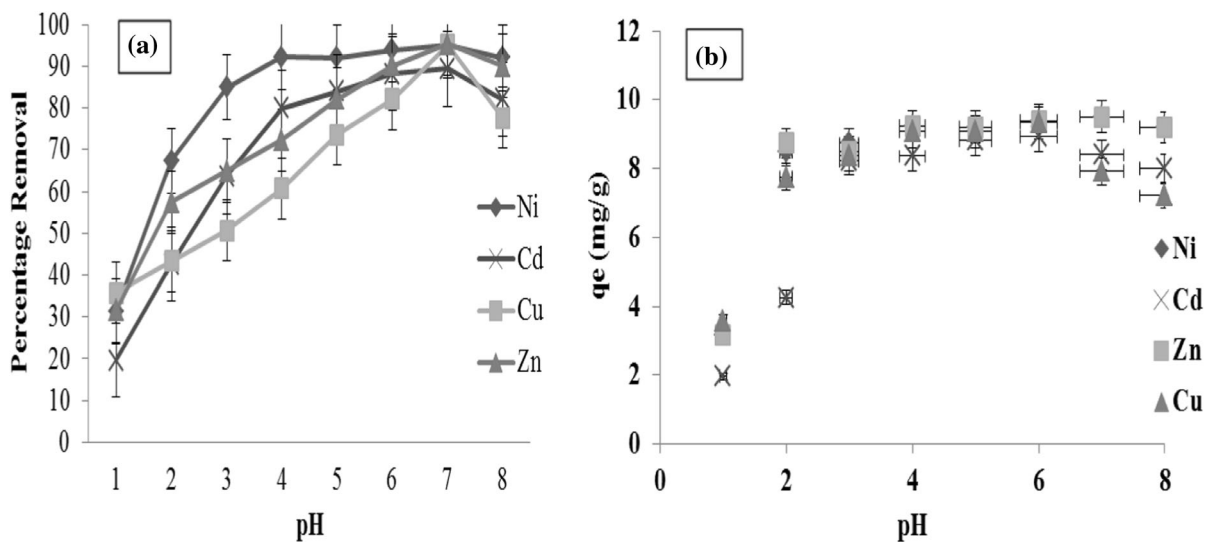 (a)
Percentage Removal
100
90
80
70
60
50
40
30
20
10
0
1 2 3 4 5 6 7 8
pH
Ni
Cd
Cu
Zn
(b)
qe (mg/g)
12
10
8
6
4
2
0
0 2 4 6 8
pH
Ni
Cd
Zn
Cu